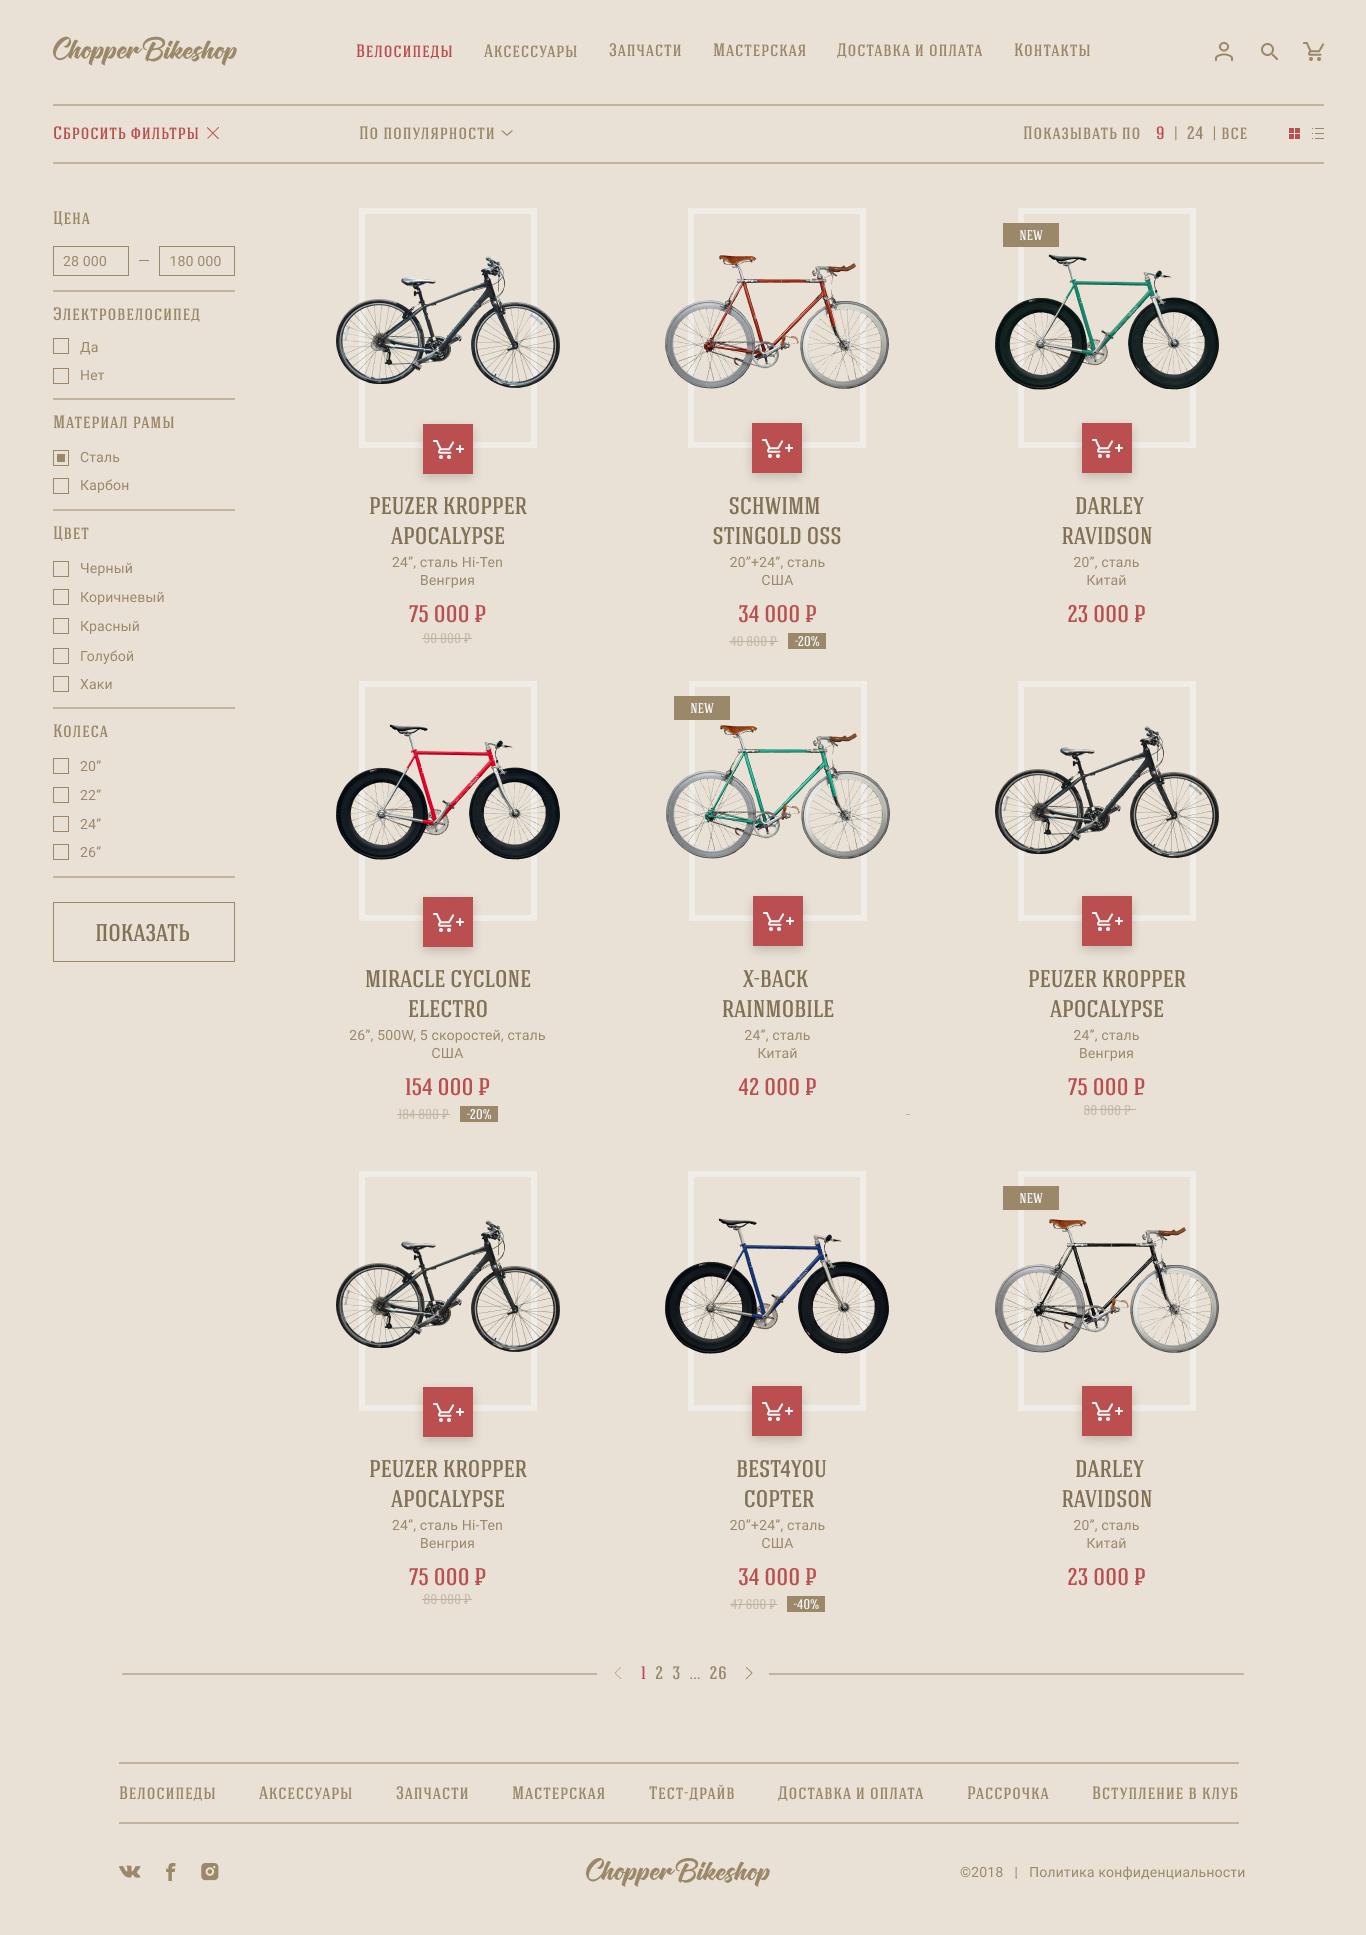 Chopper Bikeshop
Велосипеды Аксессуары Запчасти Мастерская Доставка и оплата Контакты
Сбросить фильтры По популярности Показывать по 9 | 24 | все
Цена
28 000 — 180 000
Электровелосипед
Да
Нет
Материал рамы
Сталь
Карбон
Цвет
Черный
Коричневый
Красный
Голубой
Хаки
Колеса
20”
22”
24”
26”
ПОКАЗАТЬ
PEUZER KROPPER
APOCALYPSE
24”, сталь Hi-Ten
Венгрия
75 000 ₽
90 000 ₽
SCHWIMM
STINGOLD OSS
20”+24”, сталь
США
34 000 ₽
40 800 ₽ -20%
NEW
DARLEY
RAVIDSON
20”, сталь
Китай
23 000 ₽
MIRACLE CYCLONE
ELECTRO
26”, 500W, 5 скоростей, сталь
США
154 000 ₽
184 800 ₽ -20%
NEW
X-BACK
RAINMOBILE
24”, сталь
Китай
42 000 ₽
PEUZER KROPPER
APOCALYPSE
24”, сталь
Венгрия
75 000 ₽
80 000 ₽
PEUZER KROPPER
APOCALYPSE
24”, сталь Hi-Ten
Венгрия
75 000 ₽
80 000 ₽
BEST4YOU
COPTER
20”+24”, сталь
США
34 000 ₽
47 600 ₽ -40%
NEW
DARLEY
RAVIDSON
20”, сталь
Китай
23 000 ₽
1 2 3 ... 26
Велосипеды Аксессуары Запчасти Мастерская Тест-драйв Доставка и оплата Рассрочка Вступление в клуб
Chopper Bikeshop
©2018 | Политика конфиденциальности